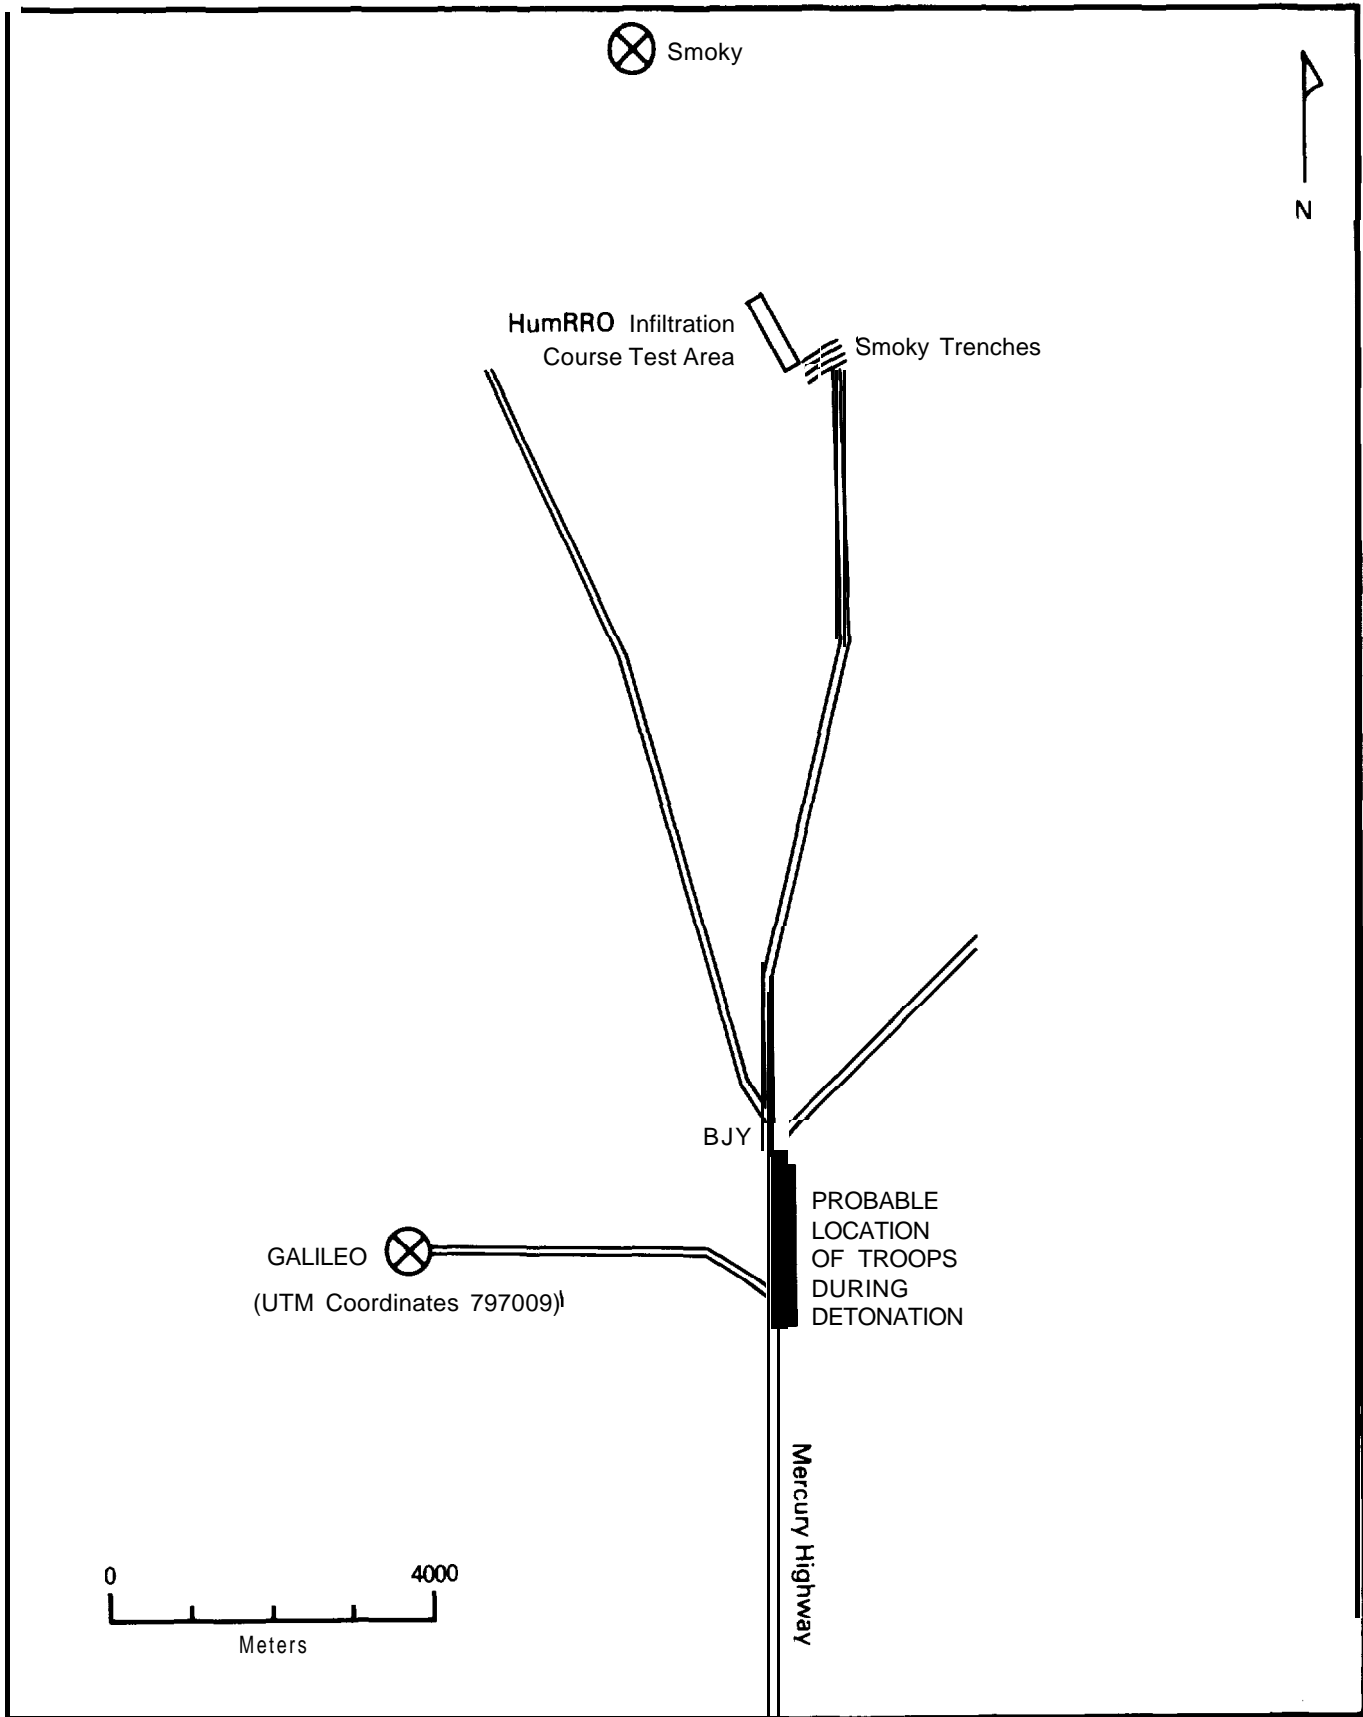 Smoky
N
HumRRO Infiltration
Course Test Area
Smoky Trenches
BJY
PROBABLE
LOCATION
OF TROOPS
DURING
DETONATION
GALILEO
(UTM Coordinates 797009)
Mercury Highway
0 4000
Meters